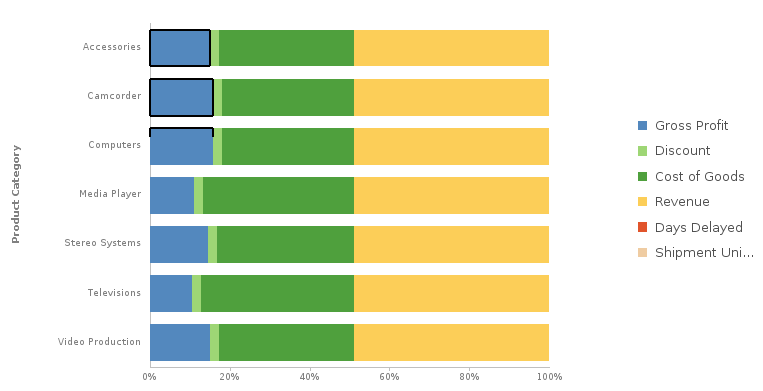 Product Category
Accessories
Camcorder
Computers
Media Player
Stereo Systems
Televisions
Video Production
0%
20%
40%
60%
80%
100%
Gross Profit
Discount
Cost of Goods
Revenue
Days Delayed
Shipment Uni...